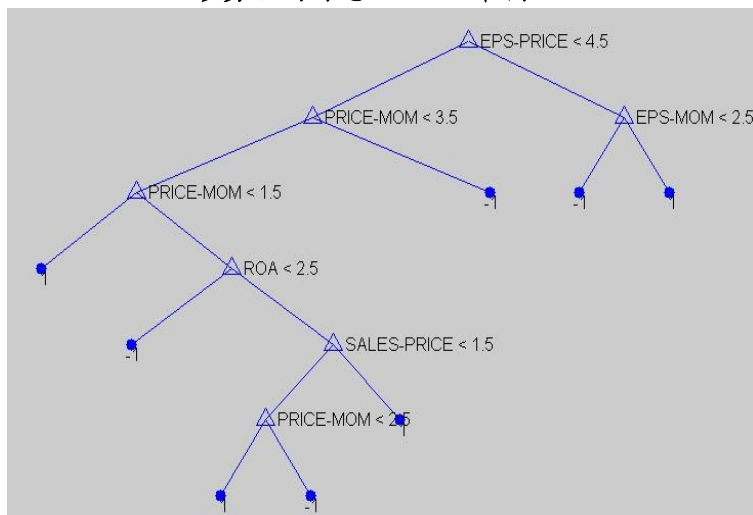 EPS-PRICE < 4.5
PRICE-MOM < 3.5
EPS-MOM < 2.5
PRICE-MOM < 1.5
-1
-1
1
1
ROA < 2.5
-1
SALES-PRICE < 1.5
PRICE-MOM < 2.5
1
1
-1